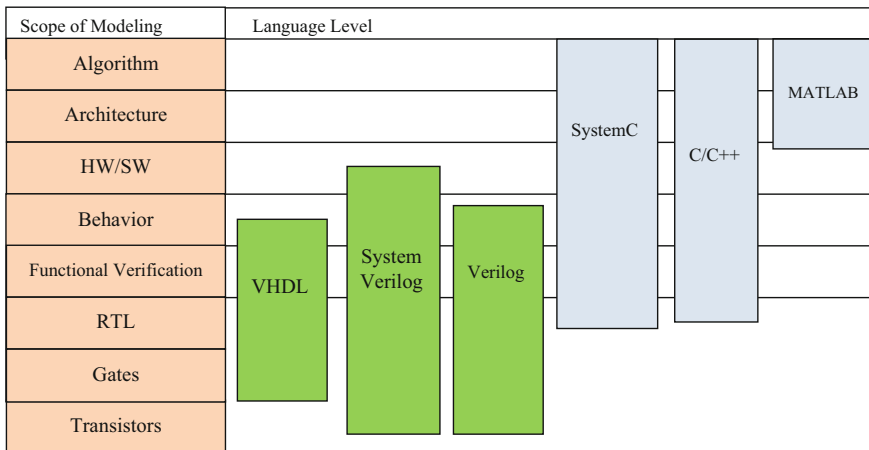 Scope of Modeling
Language Level
Algorithm
Architecture
HW/SW
Behavior
Functional Verification
RTL
Gates
Transistors
VHDL
System
Verilog
Verilog
SystemC
C/C++
MATLAB